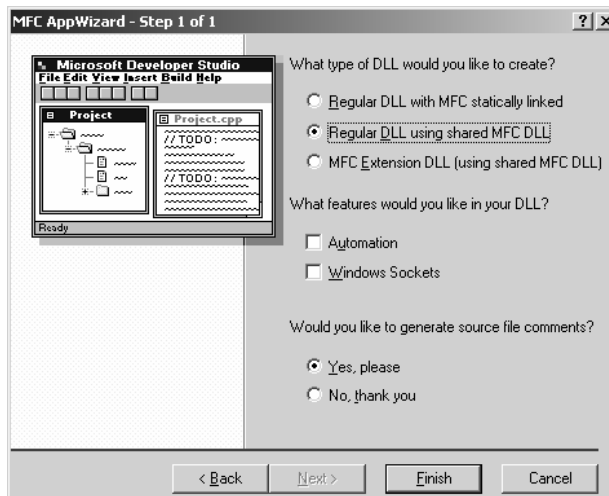 MFC AppWizard - Step 1 of 1
Microsoft Developer Studio
File Edit View Insert Build Help
Project
Project.cpp
//TODO:
//TODO:
Ready
What type of DLL would you like to create?
Regular DLL with MFC statically linked
Regular DLL using shared MFC DLL
MFC Extension DLL (using shared MFC DLL)
What features would you like in your DLL?
Automation
Windows Sockets
Would you like to generate source file comments?
Yes, please
No, thank you
< Back
Next >
Finish
Cancel